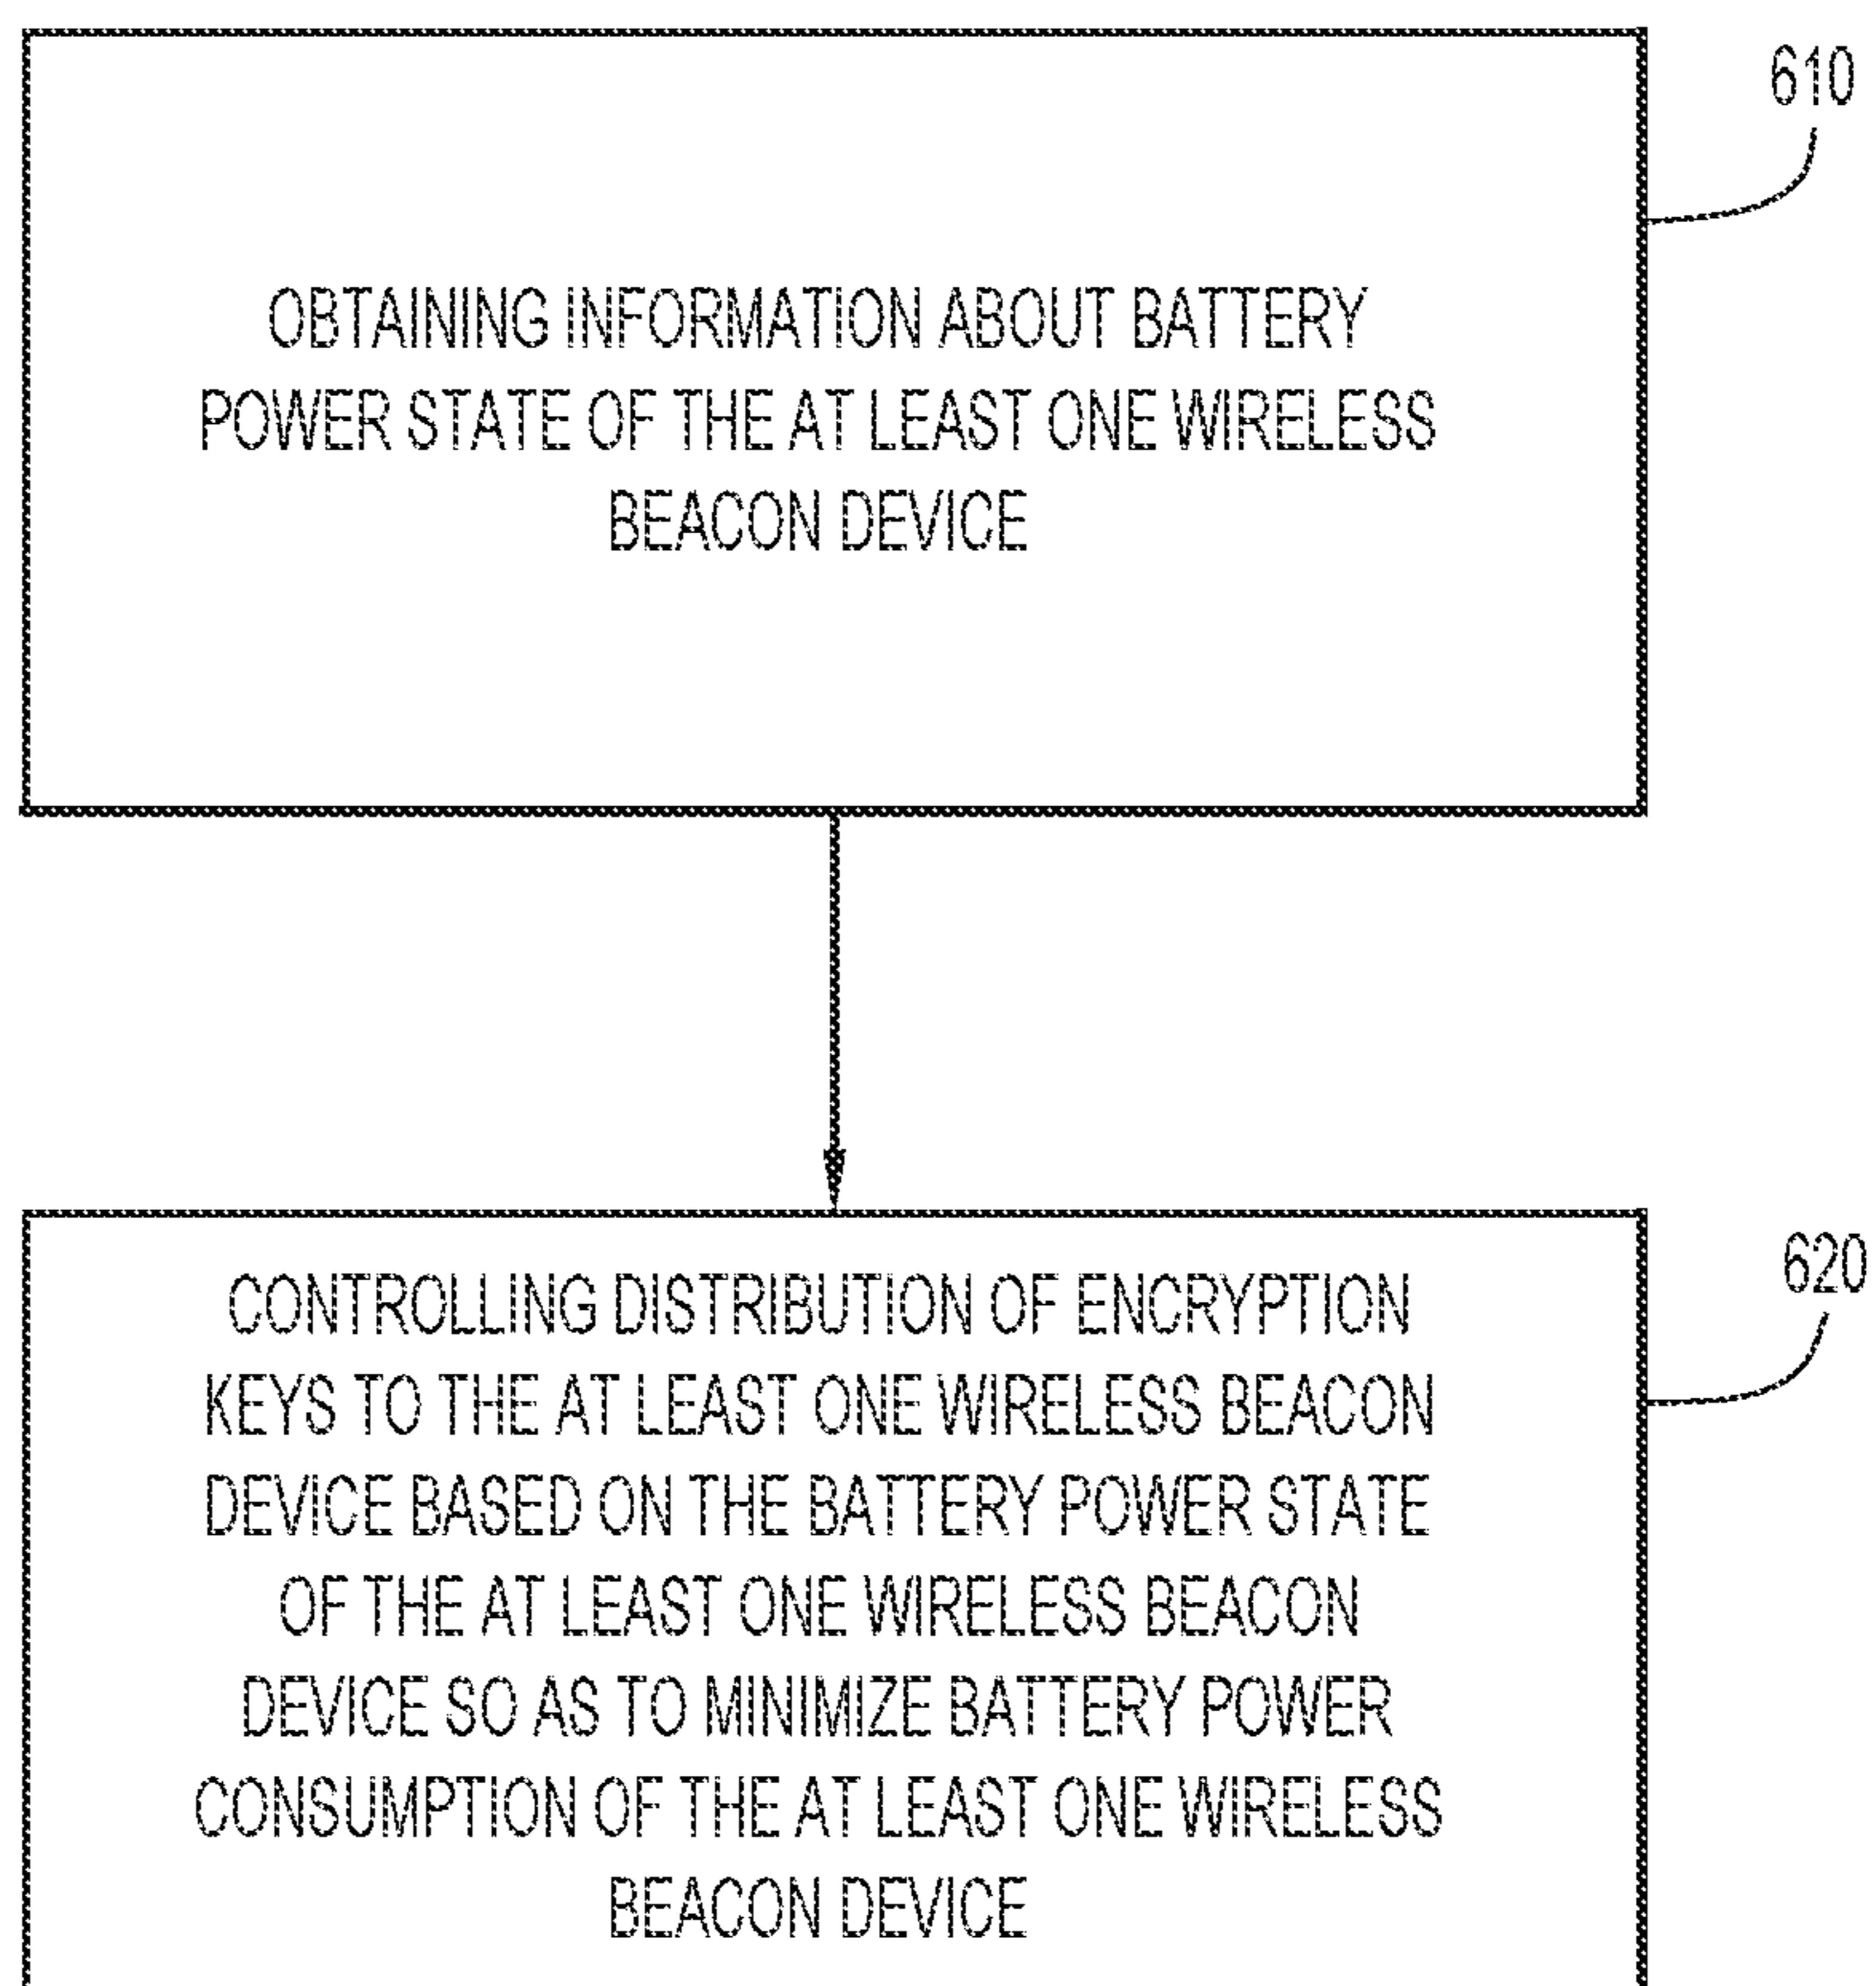 610
OBTAINING INFORMATION ABOUT BATTERY
POWER STATE OF THE AT LEAST ONE WIRELESS
BEACON DEVICE
620
CONTROLLING DISTRIBUTION OF ENCRYPTION
KEYS TO THE AT LEAST ONE WIRELESS BEACON
DEVICE BASED ON THE BATTERY POWER STATE
OF THE AT LEAST ONE WIRELESS BEACON
DEVICE SO AS TO MINIMIZE BATTERY POWER
CONSUMPTION OF THE AT LEAST ONE WIRELESS
BEACON DEVICE